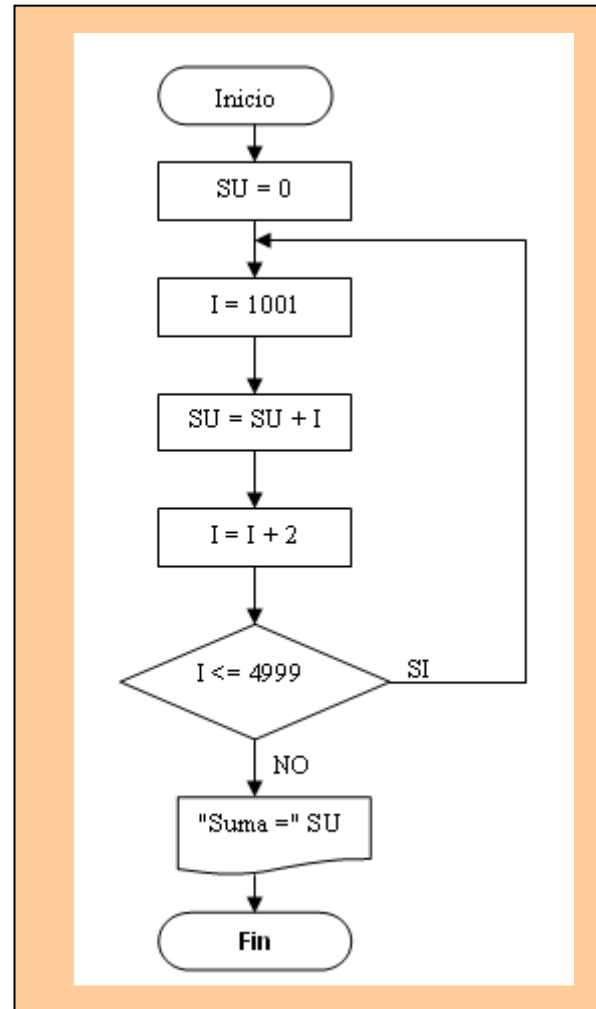 Inicio
SU = 0
I = 1001
SU = SU + I
I = I + 2
I <= 4999
SI
NO
"Suma =" SU
Fin